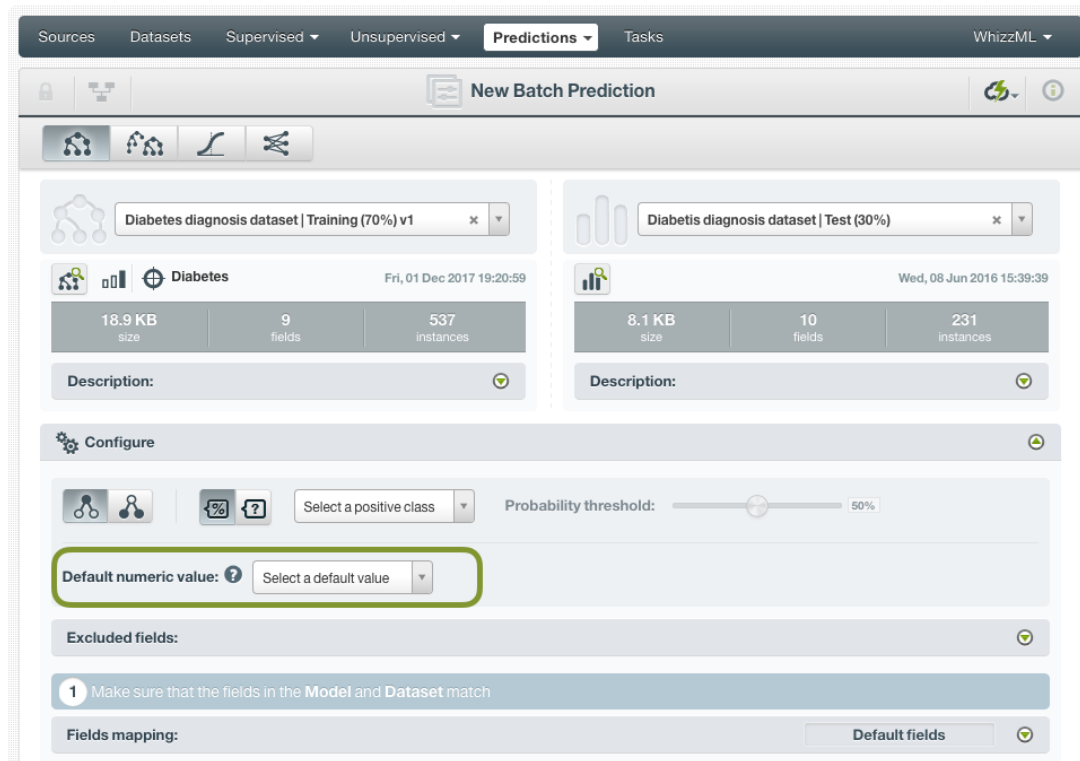 Sources Datasets Supervised Unsupervised Predictions Tasks WhizzML
New Batch Prediction
Diabetes diagnosis dataset | Training (70%) v1
Diabetis diagnosis dataset | Test (30%)
Diabetes Fri, 01 Dec 2017 19:20:59
Wed, 08 Jun 2016 15:39:39
18.9 KB 9 537
size fields instances
8.1 KB 10 231
size fields instances
Description:
Description:
Configure
Select a positive class Probability threshold: 50%
Default numeric value: Select a default value
Excluded fields:
1 Make sure that the fields in the Model and Dataset match
Fields mapping: Default fields